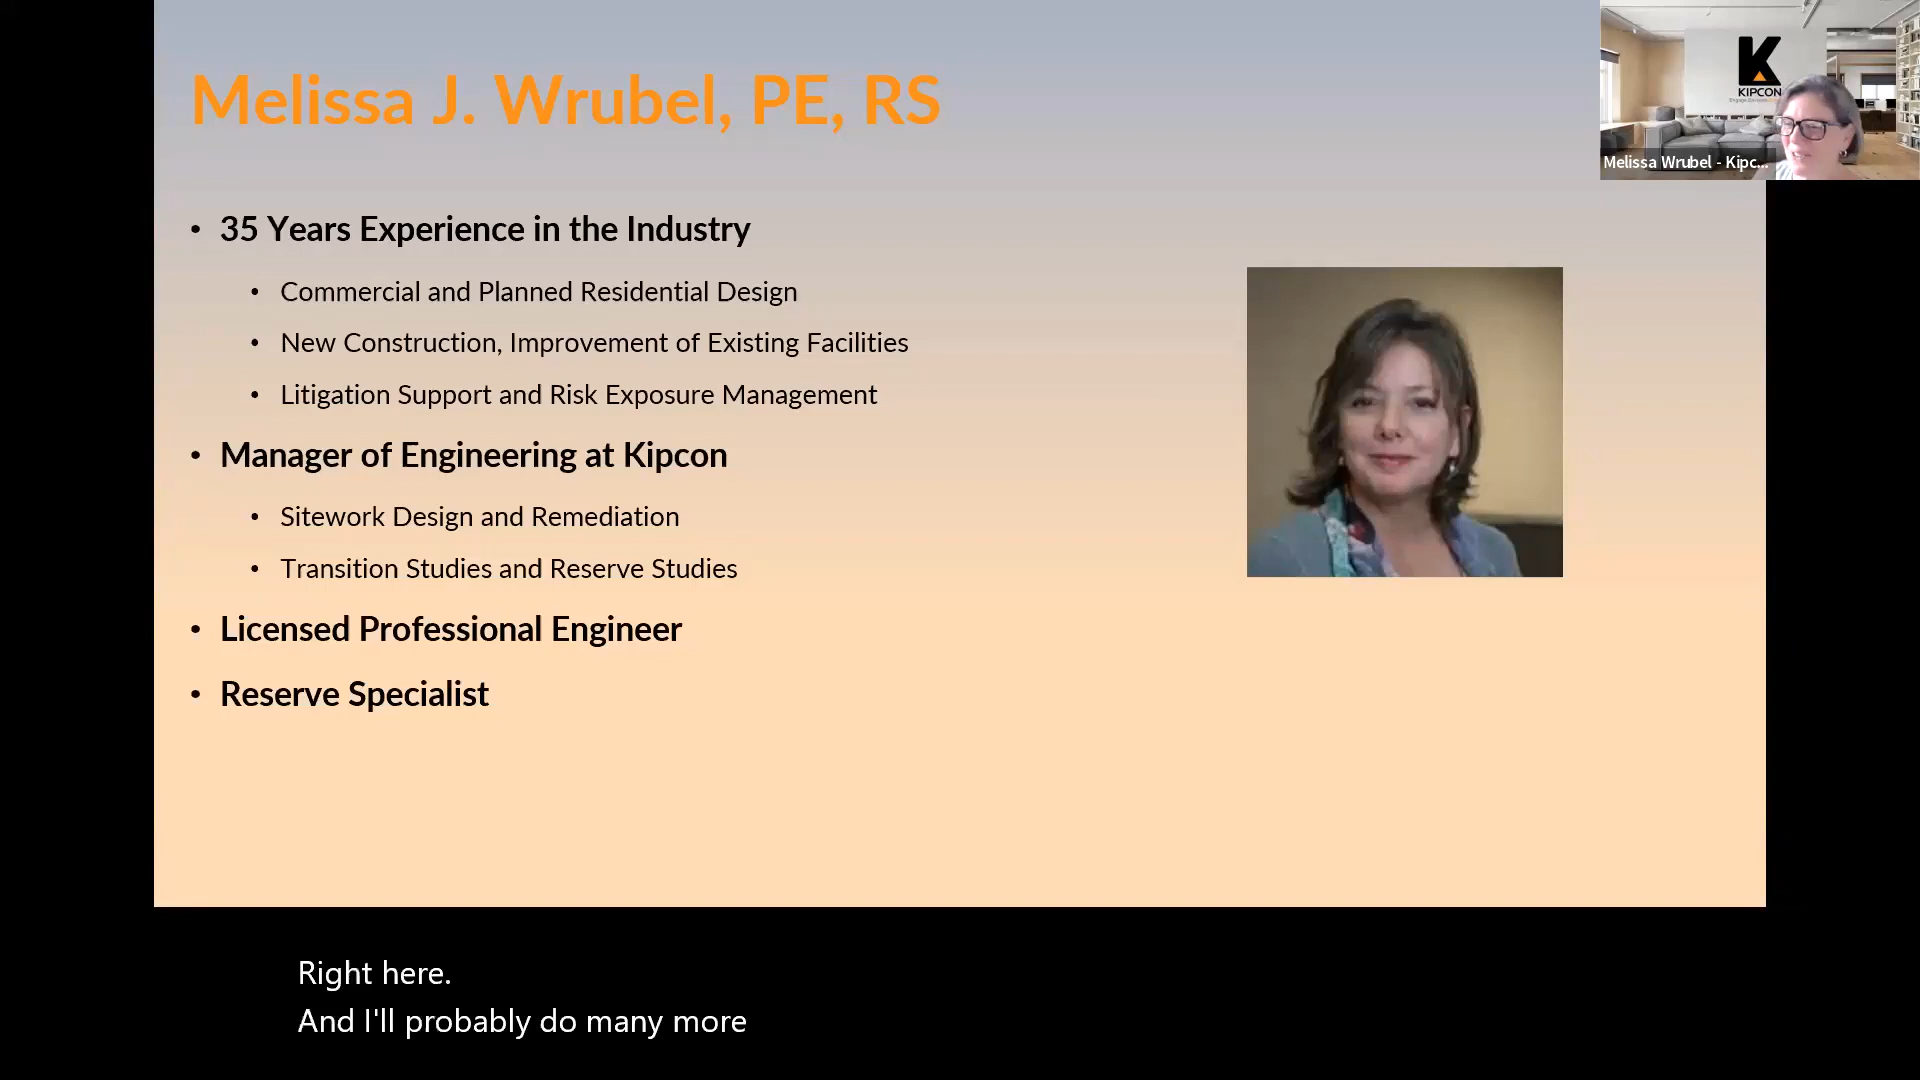 Melissa J. Wrubel, PE, RS
K
KIPCON
Melissa Wrubel - Kipc...
• 35 Years Experience in the Industry
• Commercial and Planned Residential Design
• New Construction, Improvement of Existing Facilities
• Litigation Support and Risk Exposure Management
• Manager of Engineering at Kipcon
• Sitework Design and Remediation
• Transition Studies and Reserve Studies
• Licensed Professional Engineer
• Reserve Specialist
Right here.
And I'll probably do many more